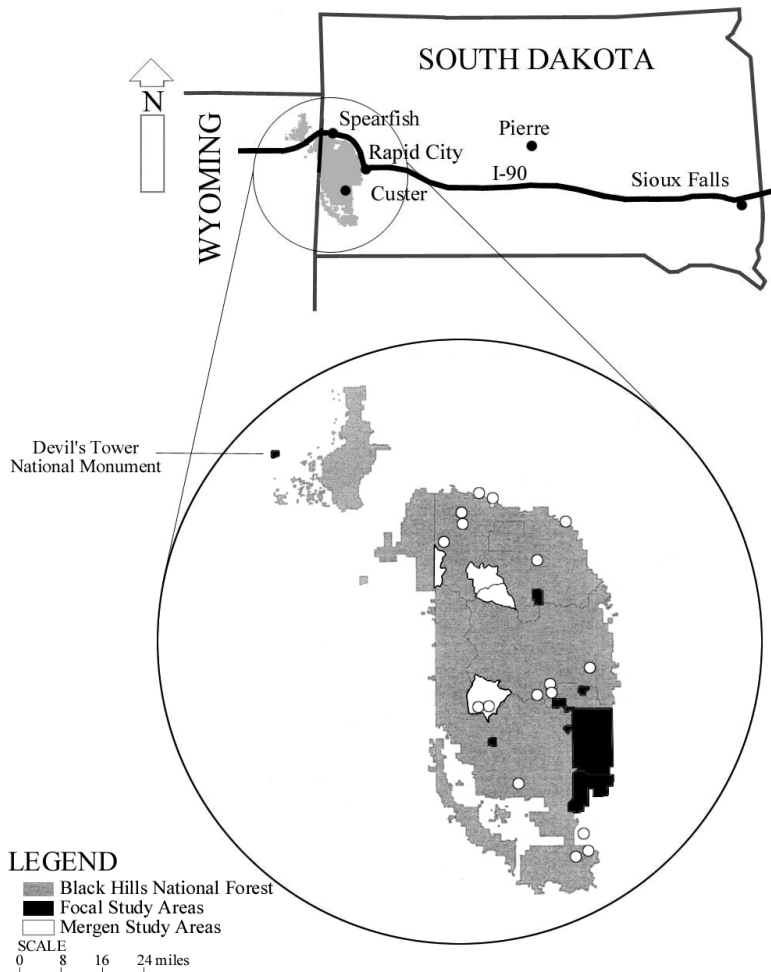 SOUTH DAKOTA
N
WYOMING
Spearfish
Pierre
Rapid City
I-90
Sioux Falls
Custer
Devil's Tower
National Monument
LEGEND
Black Hills National Forest
Focal Study Areas
Mergen Study Areas
SCALE
0 8 16 24 miles